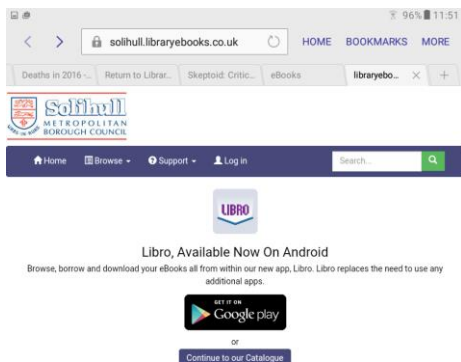 96% 11:51
solihull.libraryebooks.co.uk
HOME BOOKMARKS MORE
Deaths in 2016 -... Return to Librar... Skeptoid: Critic... eBooks libraryebo...
Solihull
METROPOLITAN
BOROUGH COUNCIL
Home Browse Support Log in Search...
LIBRO
Libro, Available Now On Android
Browse, borrow and download your eBooks all from within our new app, Libro. Libro replaces the need to use any
additional apps.
GET IT ON
Google play
or
Continue to our Catalogue